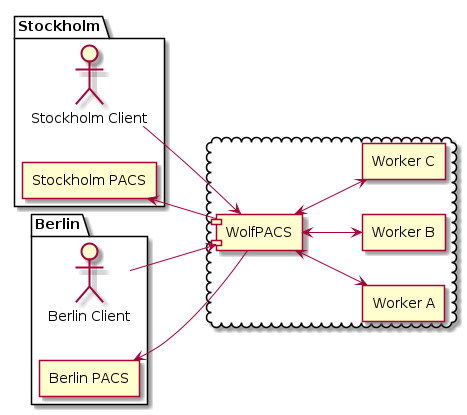 Stockholm
Stockholm Client
Stockholm PACS
Berlin
Berlin Client
Berlin PACS
WolfPACS
Worker C
Worker B
Worker A